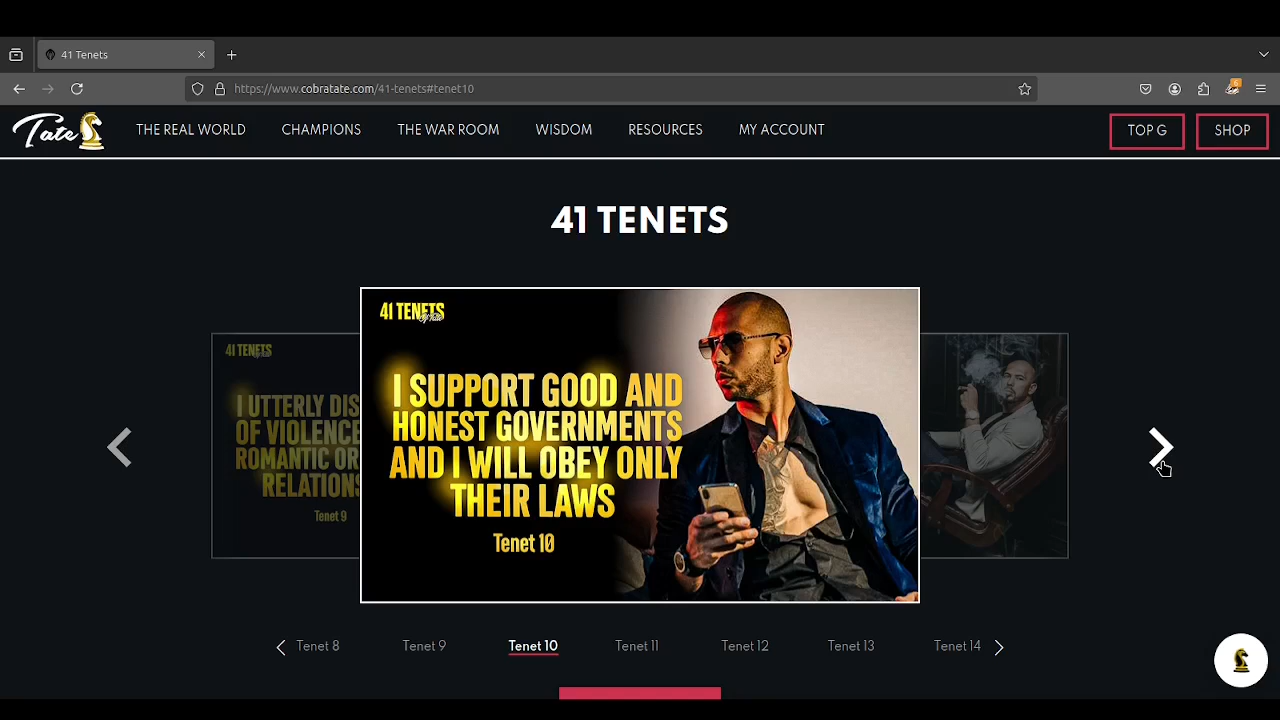 41 Tenets
https://www.cobratate.com/41-tenets#tenet10
6
Tate
THE REAL WORLD
CHAMPIONS
THE WAR ROOM
WISDOM
RESOURCES
MY ACCOUNT
TOP G
SHOP
41 TENETS
41 TENETS
I UTTERLY DIS
OF VIOLENCE
ROMANTIC OR
RELATIONS
Tenet 9
41 TENETS
By Tate
I SUPPORT GOOD AND
HONEST GOVERNMENTS
AND I WILL OBEY ONLY
THEIR LAWS
Tenet 10
Tenet 8
Tenet 9
Tenet 10
Tenet 11
Tenet 12
Tenet 13
Tenet 14